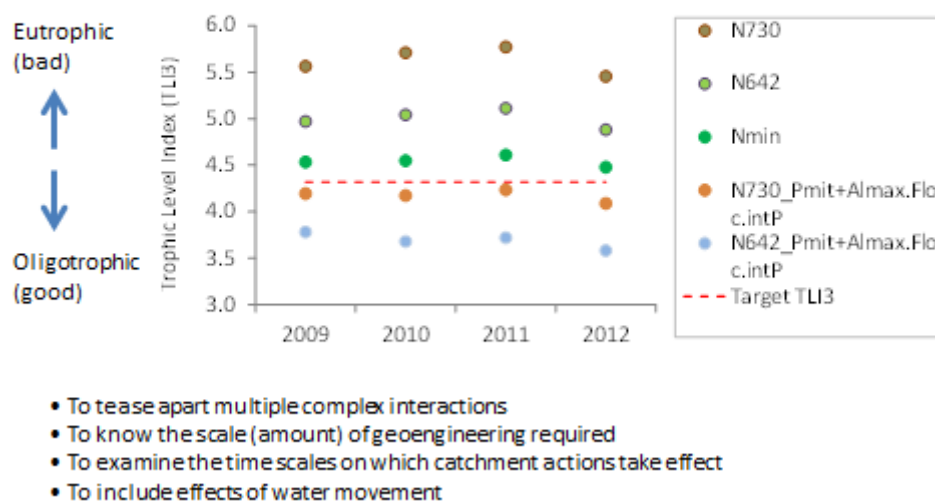 Eutrophic
(bad)
Oligotrophic
(good)
Trophic Level Index (TLI3)
6.0
5.5
5.0
4.5
4.0
3.5
3.0
2009 2010 2011 2012
N730
N642
Nmin
N730_Pmit+Almax.Flo
c.intP
N642_Pmit+Almax.Flo
c.intP
Target TLI3
• To tease apart multiple complex interactions
• To know the scale (amount) of geoengineering required
• To examine the time scales on which catchment actions take effect
• To include effects of water movement